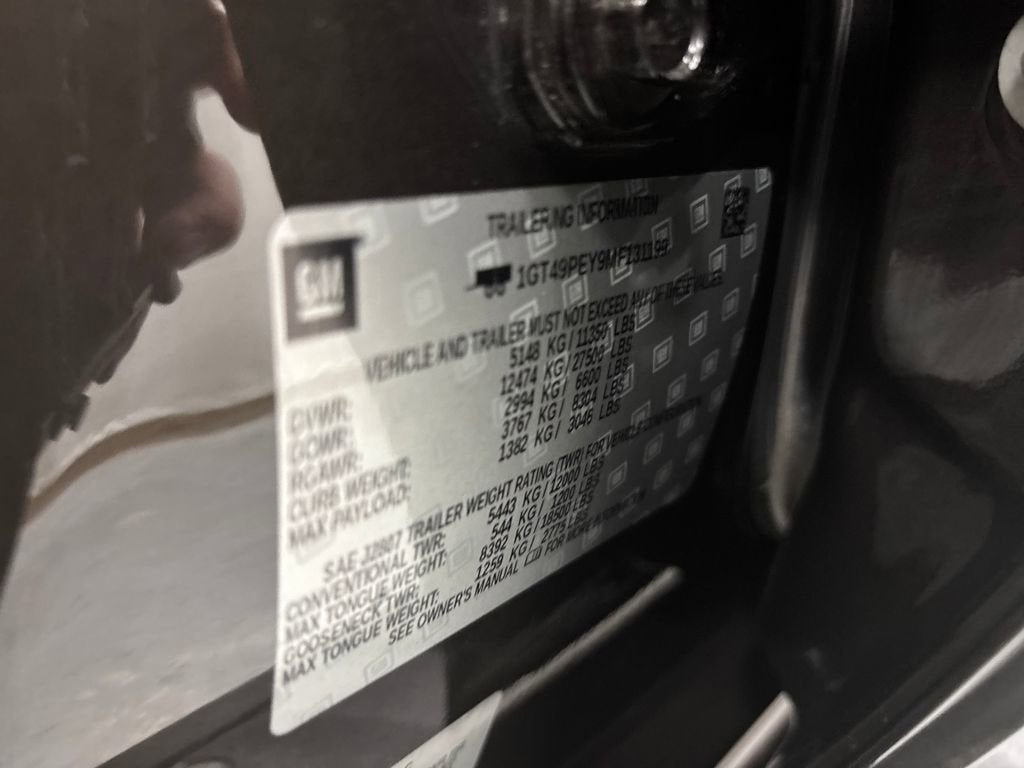 GM
TRAILERING INFORMATION
1GT49PEY9MF131199
VEHICLE AND TRAILER MUST NOT EXCEED ANY OF THESE VALUES
GVWR: 5148 KG/11350 LBS
GCWR: 12474 KG/27500 LBS
RGAWR: 2994 KG/ 6600 LBS
CURB WEIGHT: 3767 KG/ 8304 LBS
MAX PAYLOAD: 1382 KG/ 3046 LBS
SAE J2807 TRAILER WEIGHT RATING (TWR) FOR VEHICLE CONFIGURATION
CONVENTIONAL TWR: 5443 KG/12000 LBS
MAX TONGUE WEIGHT: 544 KG/ 1200 LBS
GOOSENECK TWR: 8392 KG/18500 LBS
MAX TONGUE WEIGHT: 1259 KG/ 2775 LBS
SEE OWNER'S MANUAL FOR MORE INFORMATION